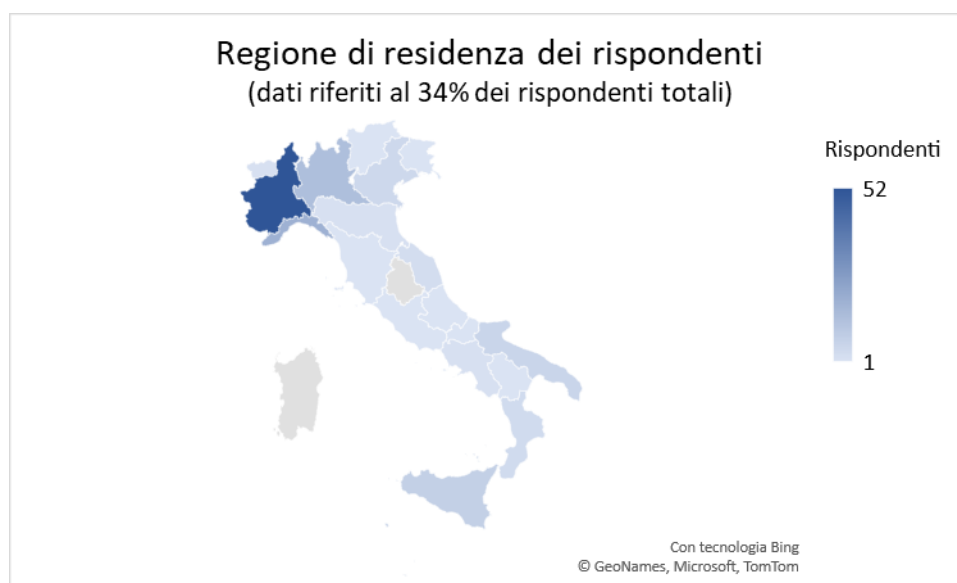 Regione di residenza dei rispondenti
(dati riferiti al 34% dei rispondenti totali)
Rispondenti
52
1
Con tecnologia Bing
© GeoNames, Microsoft, TomTom